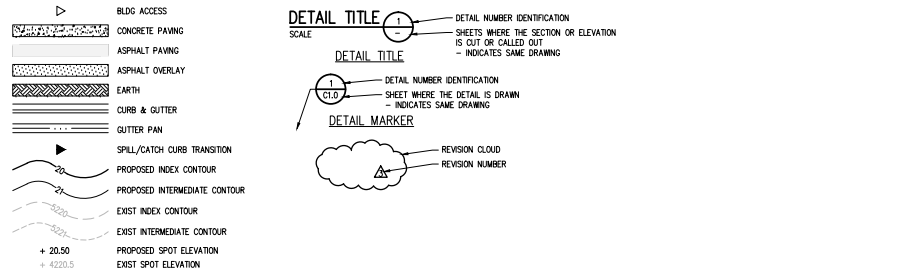 BLDG ACCESS
CONCRETE PAVING
ASPHALT PAVING
ASPHALT OVERLAY
EARTH
CURB & GUTTER
GUTTER PAN
SPILL/CATCH CURB TRANSITION
20 PROPOSED INDEX CONTOUR
21 PROPOSED INTERMEDIATE CONTOUR
5220 EXIST INDEX CONTOUR
5221 EXIST INTERMEDIATE CONTOUR
+ 20.50 PROPOSED SPOT ELEVATION
+ 4220.5 EXIST SPOT ELEVATION
DETAIL TITLE
SCALE
1
–
DETAIL NUMBER IDENTIFICATION
SHEETS WHERE THE SECTION OR ELEVATION
IS CUT OR CALLED OUT
– INDICATES SAME DRAWING
DETAIL TITLE
1
C1.0
DETAIL NUMBER IDENTIFICATION
SHEET WHERE THE DETAIL IS DRAWN
– INDICATES SAME DRAWING
DETAIL MARKER
REVISION CLOUD
3
REVISION NUMBER